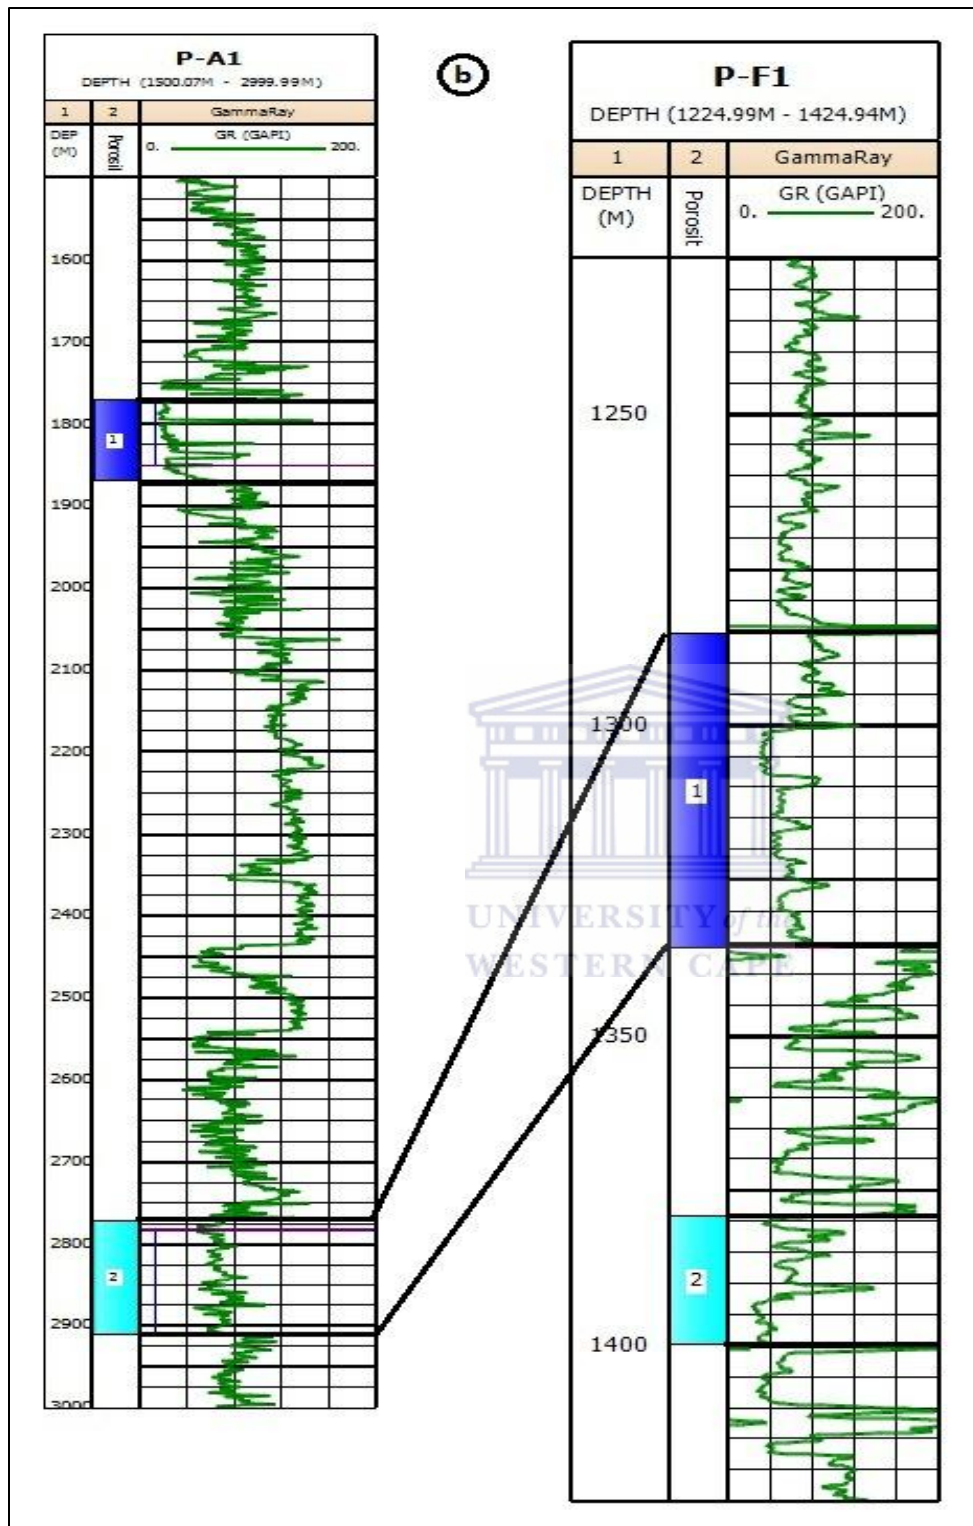 P-A1
DEPTH (1500.07M - 2999.99M)
1 2 GammaRay
DEP (M) Porosil GR (GAPI)
0. 200.
1600
1700
1800
1
1900
2000
2100
2200
2300
2400
2500
2600
2700
2800
2
2900
3000
b
P-F1
DEPTH (1224.99M - 1424.94M)
1 2 GammaRay
DEPTH (M) Porosit GR (GAPI)
0. 200.
1250
1300
1
1350
2
1400
UNIVERSITY of the
WESTERN CAPE